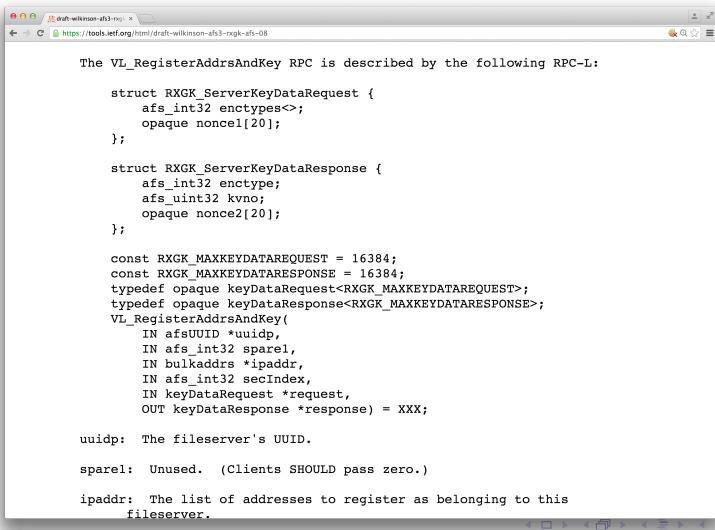 draft-wilkinson-afs3-rxgk
https://tools.ietf.org/html/draft-wilkinson-afs3-rxgk-afs-08
The VL_RegisterAddrsAndKey RPC is described by the following RPC-L:
struct RXGK_ServerKeyDataRequest {
afs_int32 enctypes<>;
opaque nonce1[20];
};
struct RXGK_ServerKeyDataResponse {
afs_int32 enctype;
afs_uint32 kvno;
opaque nonce2[20];
};
const RXGK_MAXKEYDATAREQUEST = 16384;
const RXGK_MAXKEYDATARESPONSE = 16384;
typedef opaque keyDataRequest<RXGK_MAXKEYDATAREQUEST>;
typedef opaque keyDataResponse<RXGK_MAXKEYDATARESPONSE>;
VL_RegisterAddrsAndKey(
IN afsUUID *uuidp,
IN afs_int32 spare1,
IN bulkaddrs *ipaddr,
IN afs_int32 secIndex,
IN keyDataRequest *request,
OUT keyDataResponse *response) = XXX;
uuidp:  The fileserver's UUID.
spare1:  Unused.  (Clients SHOULD pass zero.)
ipaddr:  The list of addresses to register as belonging to this
fileserver.